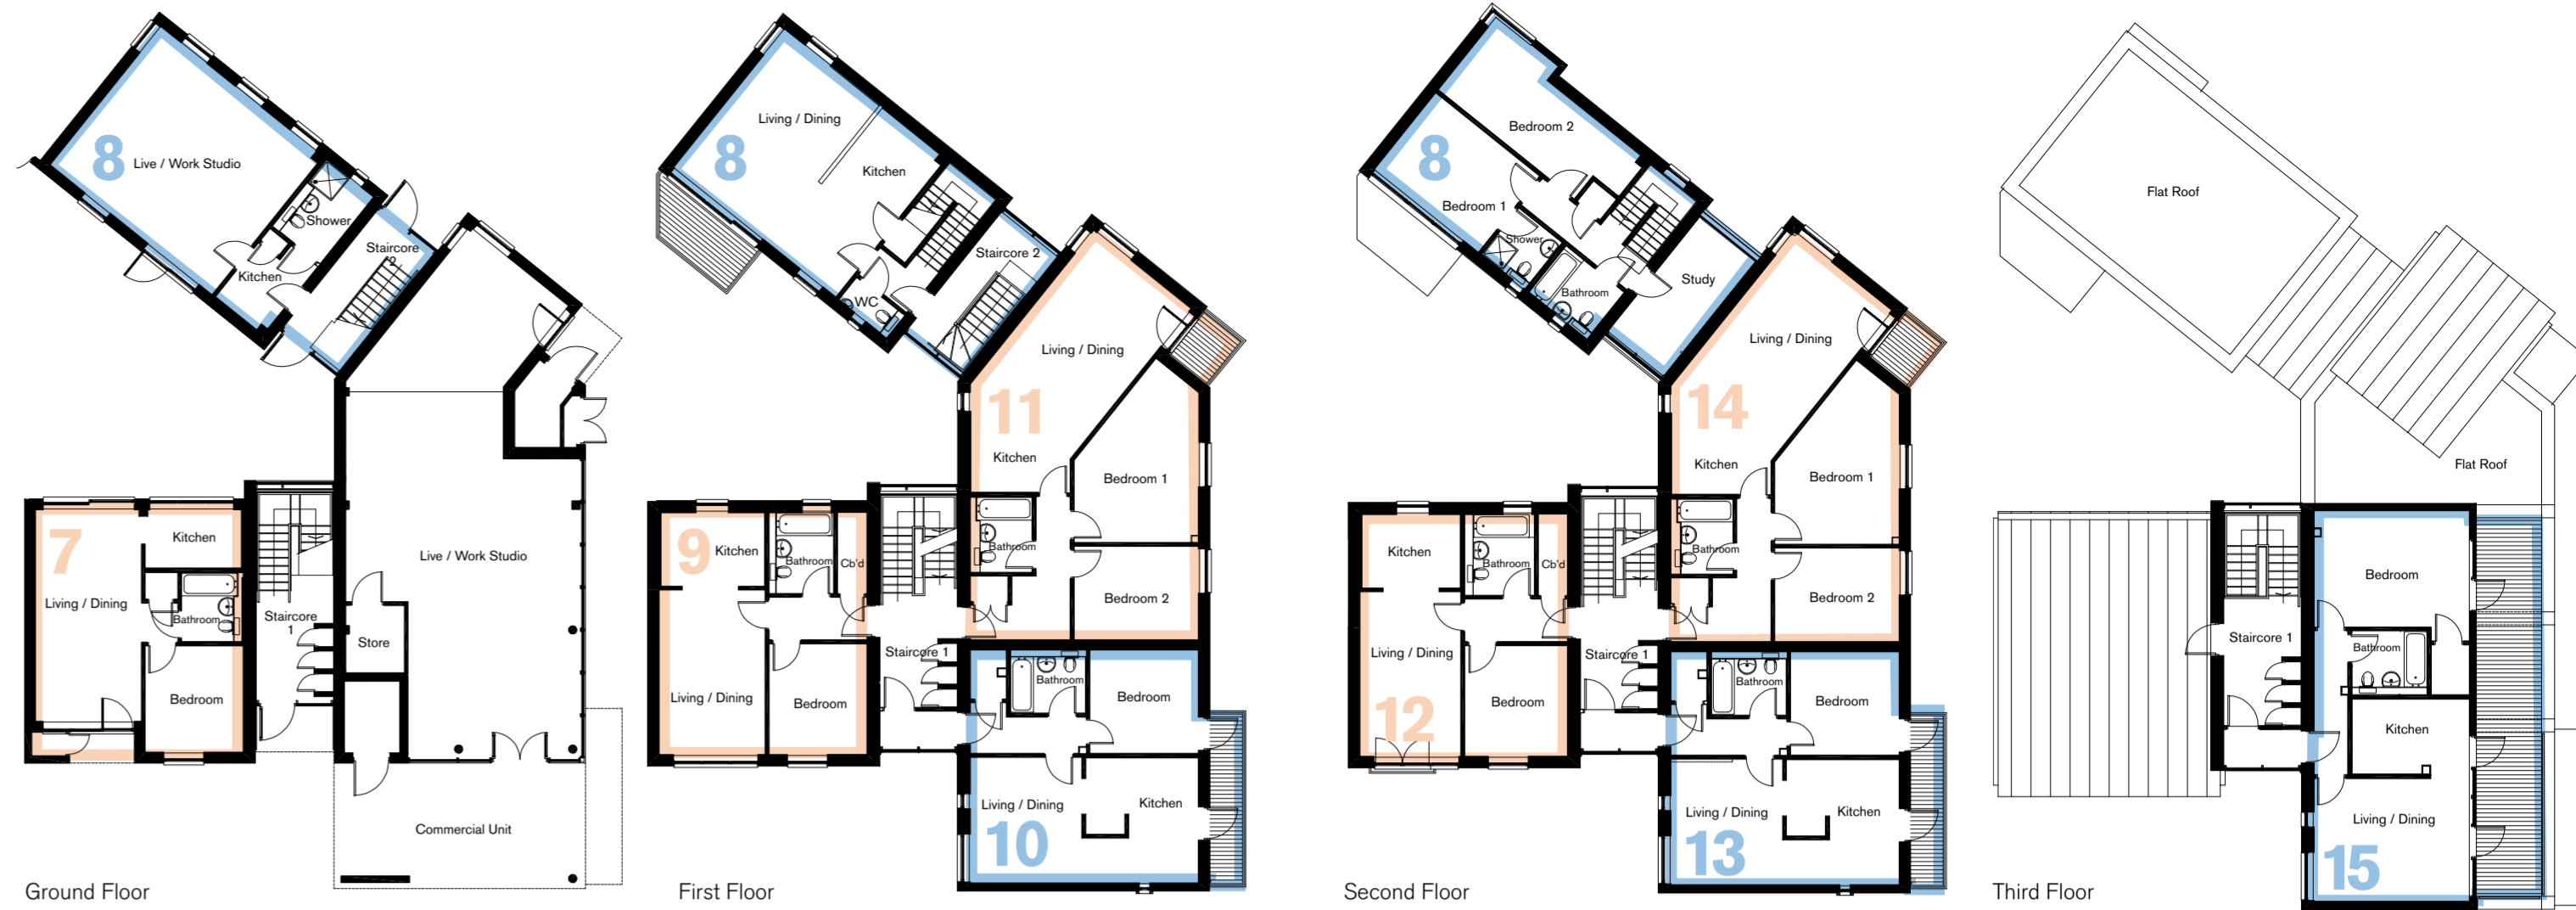 8
Live / Work Studio
Shower
Staircore
2
Kitchen
7
Kitchen
Living / Dining
Bathroom
Staircore
1
Bedroom
Live / Work Studio
Store
Commercial Unit
Ground Floor
8
Living / Dining
Kitchen
Staircore 2
WC
11
Living / Dining
Kitchen
Bedroom 1
Bathroom
Bedroom 2
9
Kitchen
Bathroom
Cb'd
Living / Dining
Bedroom
Staircore 1
Bathroom
Bedroom
Living / Dining
Kitchen
10
First Floor
8
Bedroom 2
Bedroom 1
Shower
Bathroom
Study
Living / Dining
14
Kitchen
Bedroom 1
Bathroom
Bedroom 2
Kitchen
Bathroom
Cb'd
Living / Dining
Bedroom
12
Staircore 1
Bathroom
Bedroom
Living / Dining
Kitchen
13
Second Floor
Flat Roof
Flat Roof
Bedroom
Staircore 1
Bathroom
Kitchen
Living / Dining
15
Third Floor